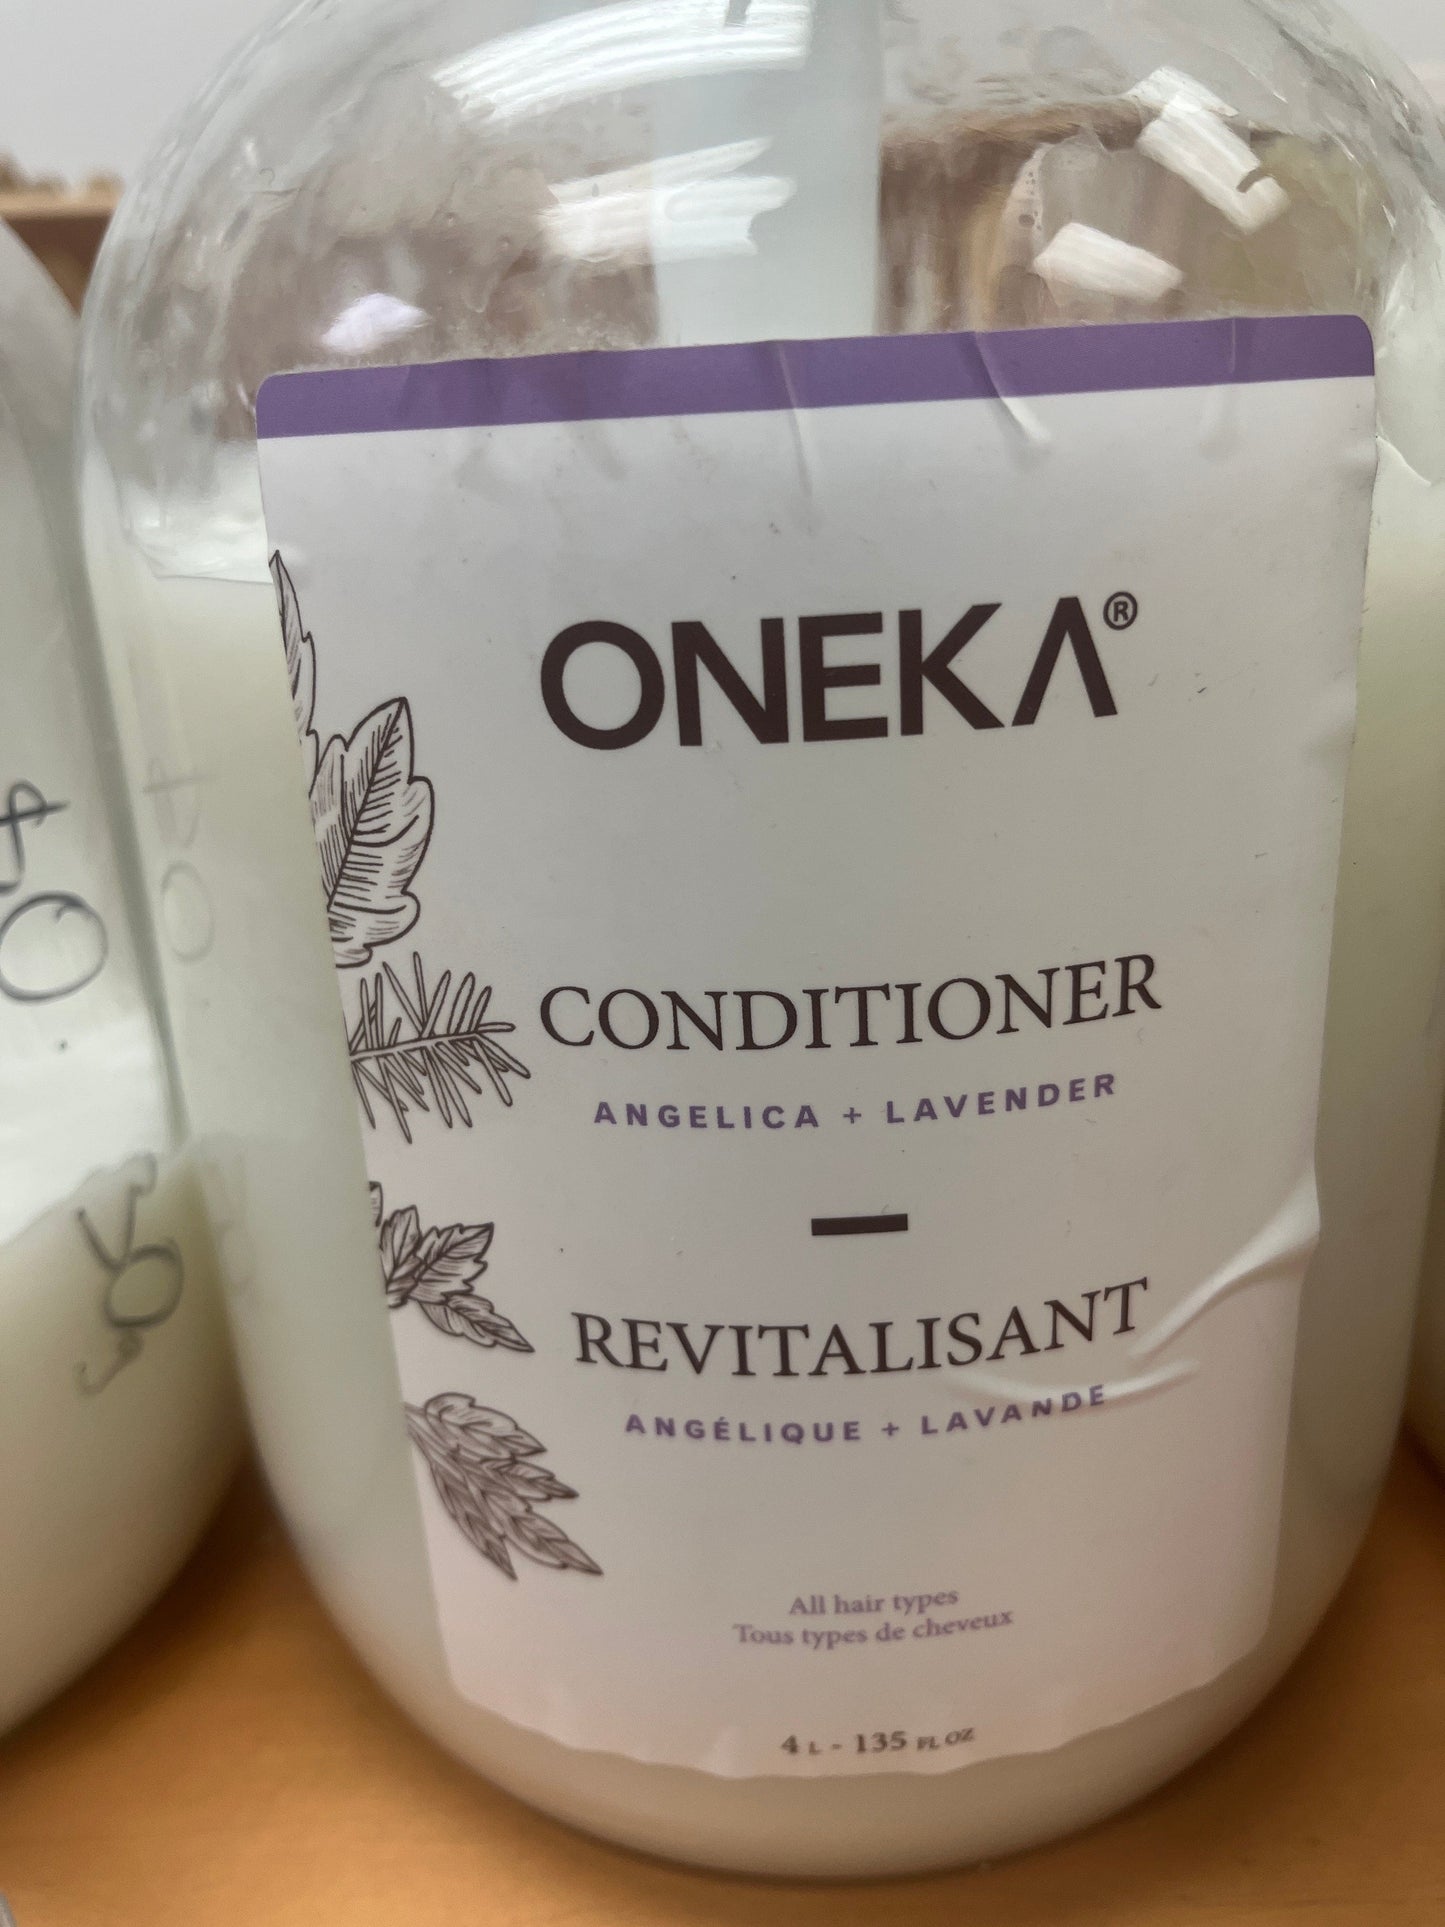 ONEKA®
CONDITIONER
ANGELICA + LAVENDER
REVITALISANT
ANGÉLIQUE + LAVANDE
All hair types
Tous types de cheveux
4 L - 135 FL OZ